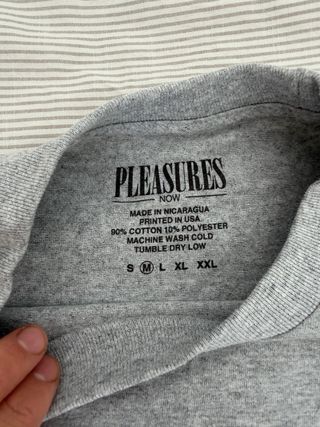 PLEASURES
NOW
MADE IN NICARAGUA
PRINTED IN USA
90% COTTON 10% POLYESTER
MACHINE WASH COLD
TUMBLE DRY LOW
S M L XL XXL